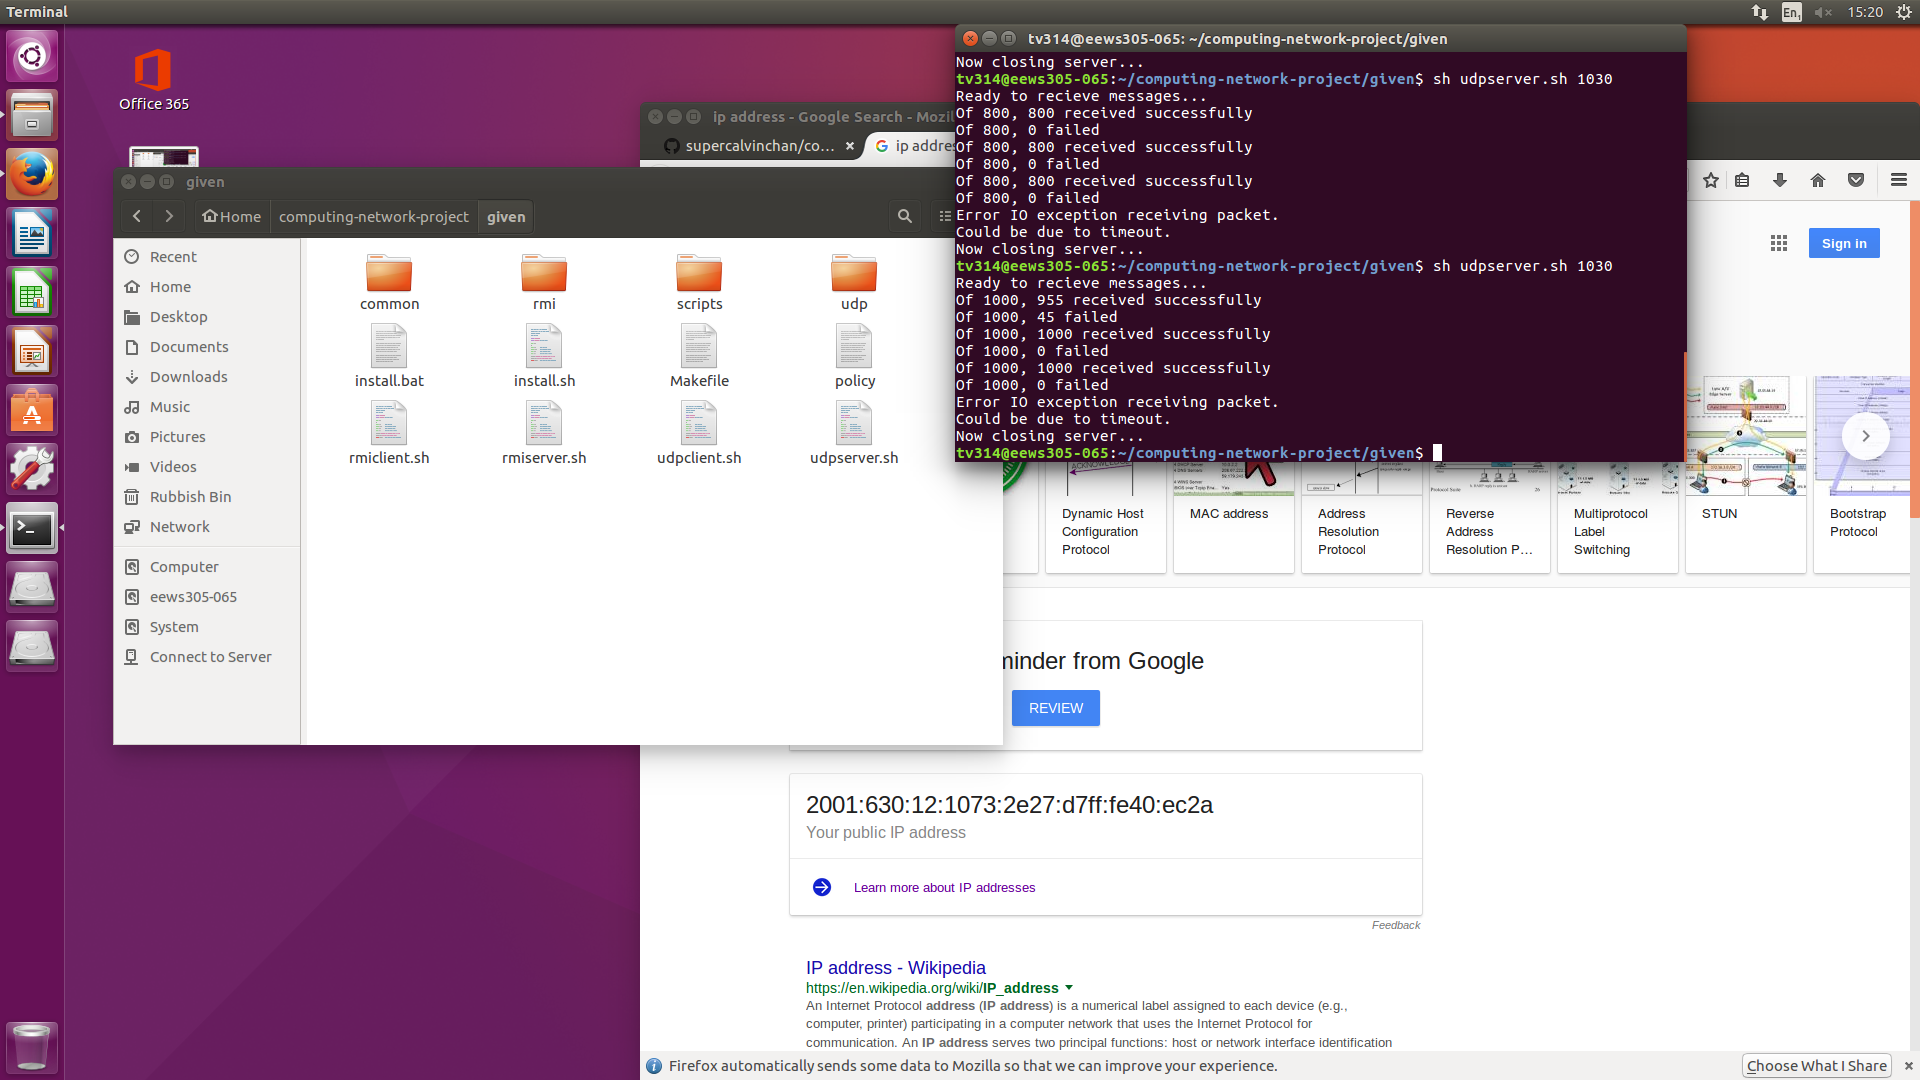 Terminal
En1
15:20
Office 365
tv314@eews305-065: ~/computing-network-project/given
Now closing server...
tv314@eews305-065:~/computing-network-project/given$ sh udpserver.sh 1030
Ready to recieve messages...
Of 800, 800 received successfully
Of 800, 0 failed
Of 800, 800 received successfully
Of 800, 0 failed
Of 800, 800 received successfully
Of 800, 0 failed
Error IO exception receiving packet.
Could be due to timeout.
Now closing server...
tv314@eews305-065:~/computing-network-project/given$ sh udpserver.sh 1030
Ready to recieve messages...
Of 1000, 955 received successfully
Of 1000, 45 failed
Of 1000, 1000 received successfully
Of 1000, 0 failed
Of 1000, 1000 received successfully
Of 1000, 0 failed
Error IO exception receiving packet.
Could be due to timeout.
Now closing server...
tv314@eews305-065:~/computing-network-project/given$
ip address - Google Search - Mozil
supercalvinchan/co...
ip addre
given
Home
computing-network-project
given
Recent
Home
Desktop
Documents
Downloads
Music
Pictures
Videos
Rubbish Bin
Network
Computer
eews305-065
System
Connect to Server
common
rmi
scripts
udp
install.bat
install.sh
Makefile
policy
rmiclient.sh
rmiserver.sh
udpclient.sh
udpserver.sh
Sign in
Dynamic Host
Configuration
Protocol
MAC address
Address
Resolution
Protocol
Reverse
Address
Resolution P...
Multiprotocol
Label
Switching
STUN
Bootstrap
Protocol
minder from Google
REVIEW
2001:630:12:1073:2e27:d7ff:fe40:ec2a
Your public IP address
Learn more about IP addresses
Feedback
IP address - Wikipedia
https://en.wikipedia.org/wiki/IP_address
An Internet Protocol address (IP address) is a numerical label assigned to each device (e.g.,
computer, printer) participating in a computer network that uses the Internet Protocol for
communication. An IP address serves two principal functions: host or network interface identification
Firefox automatically sends some data to Mozilla so that we can improve your experience.
Choose What I Share